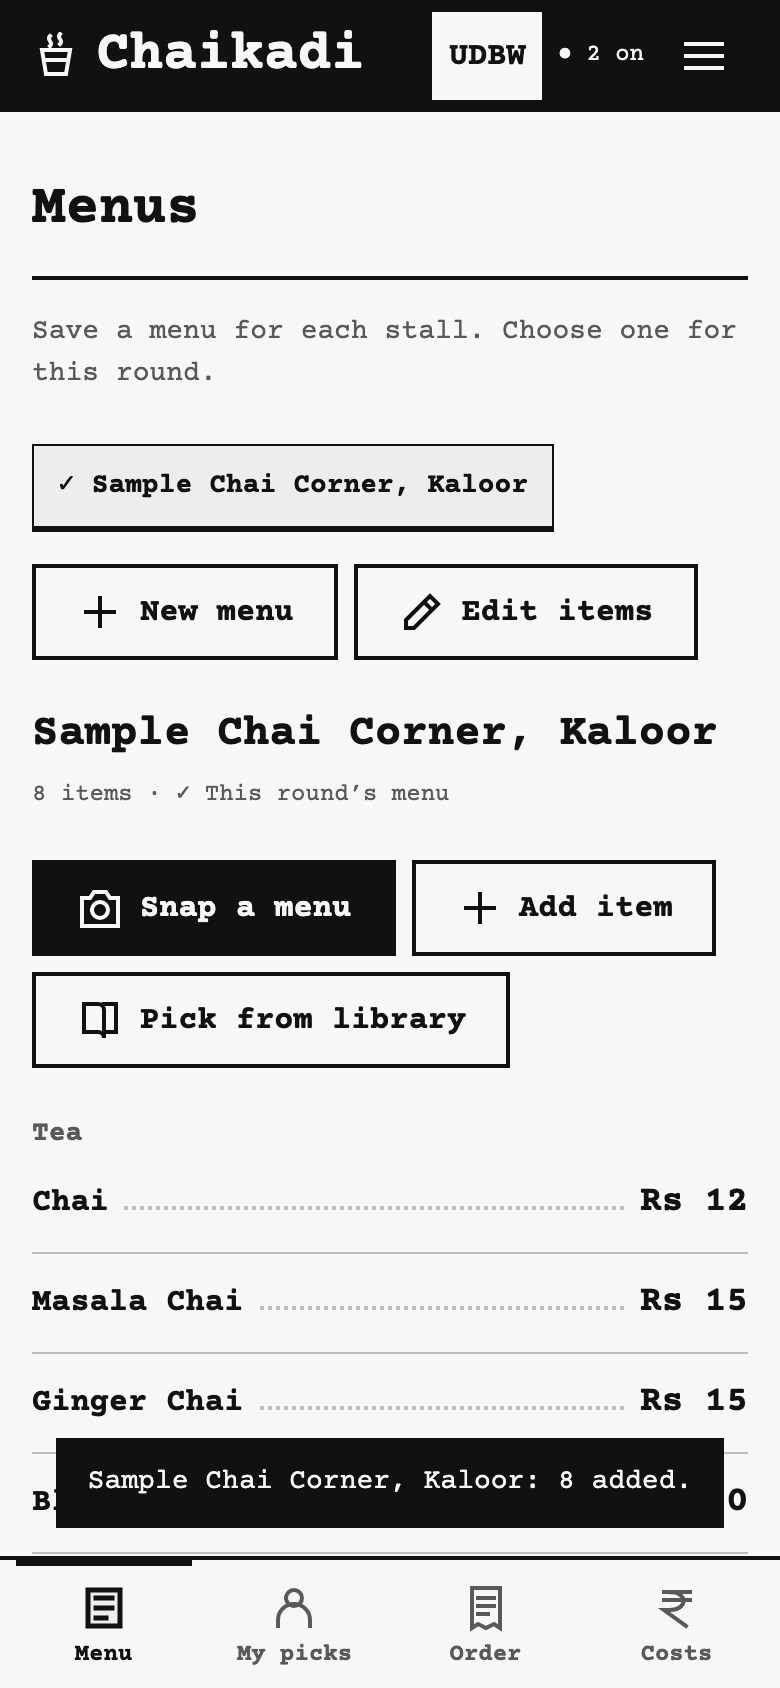 Chaikadi
UDBW
● 2 on
Menus
Save a menu for each stall. Choose one for
this round.
✓ Sample Chai Corner, Kaloor
New menu
Edit items
Sample Chai Corner, Kaloor
8 items · ✓ This round’s menu
Snap a menu
Add item
Pick from library
Tea
Chai Rs 12
Masala Chai Rs 15
Ginger Chai Rs 15
Sample Chai Corner, Kaloor: 8 added.
Menu
My picks
Order
Costs